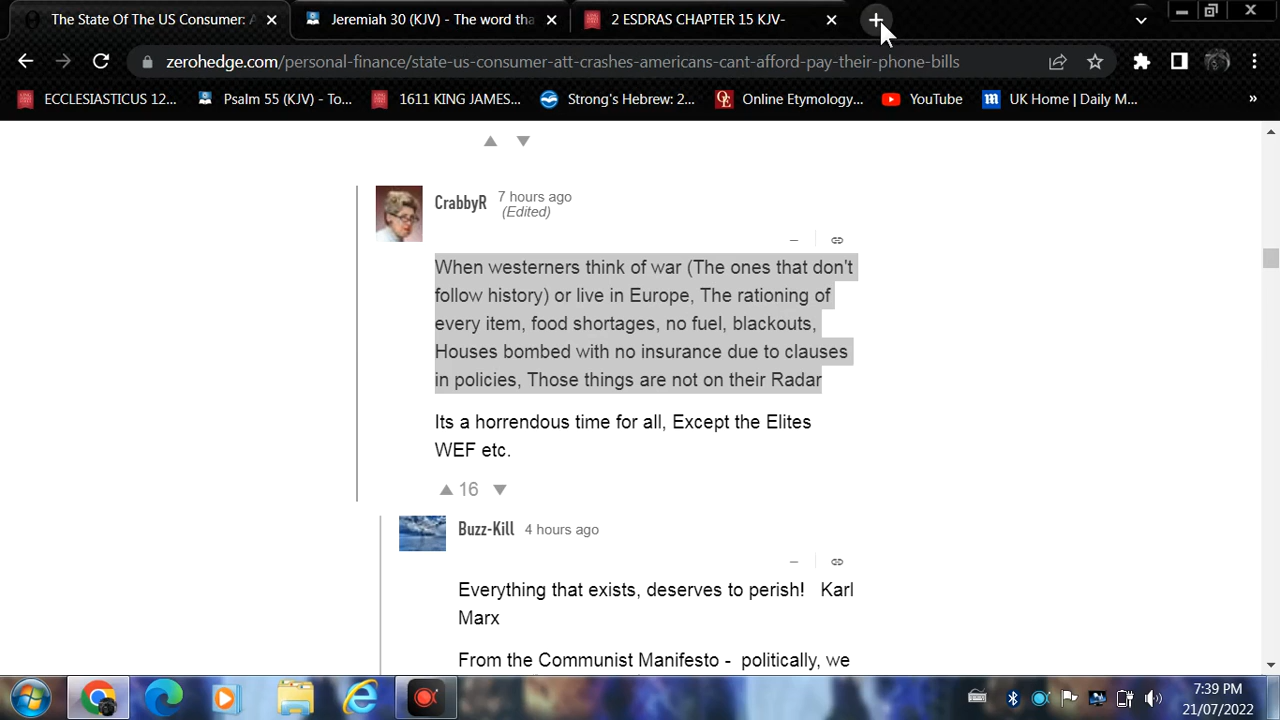 The State Of The US Consumer: A
Jeremiah 30 (KJV) - The word tha
2 ESDRAS CHAPTER 15 KJV-
zerohedge.com/personal-finance/state-us-consumer-att-crashes-americans-cant-afford-pay-their-phone-bills
ECCLESIASTICUS 12...
Psalm 55 (KJV) - To...
1611 KING JAMES...
Strong's Hebrew: 2...
OE
Online Etymology...
YouTube
UK Home | Daily M...
»
CrabbyR 7 hours ago
(Edited)
When westerners think of war (The ones that don't
follow history) or live in Europe, The rationing of
every item, food shortages, no fuel, blackouts,
Houses bombed with no insurance due to clauses
in policies, Those things are not on their Radar
Its a horrendous time for all, Except the Elites
WEF etc.
16
Buzz-Kill 4 hours ago
Everything that exists, deserves to perish! Karl
Marx
From the Communist Manifesto - politically, we
7:39 PM
21/07/2022